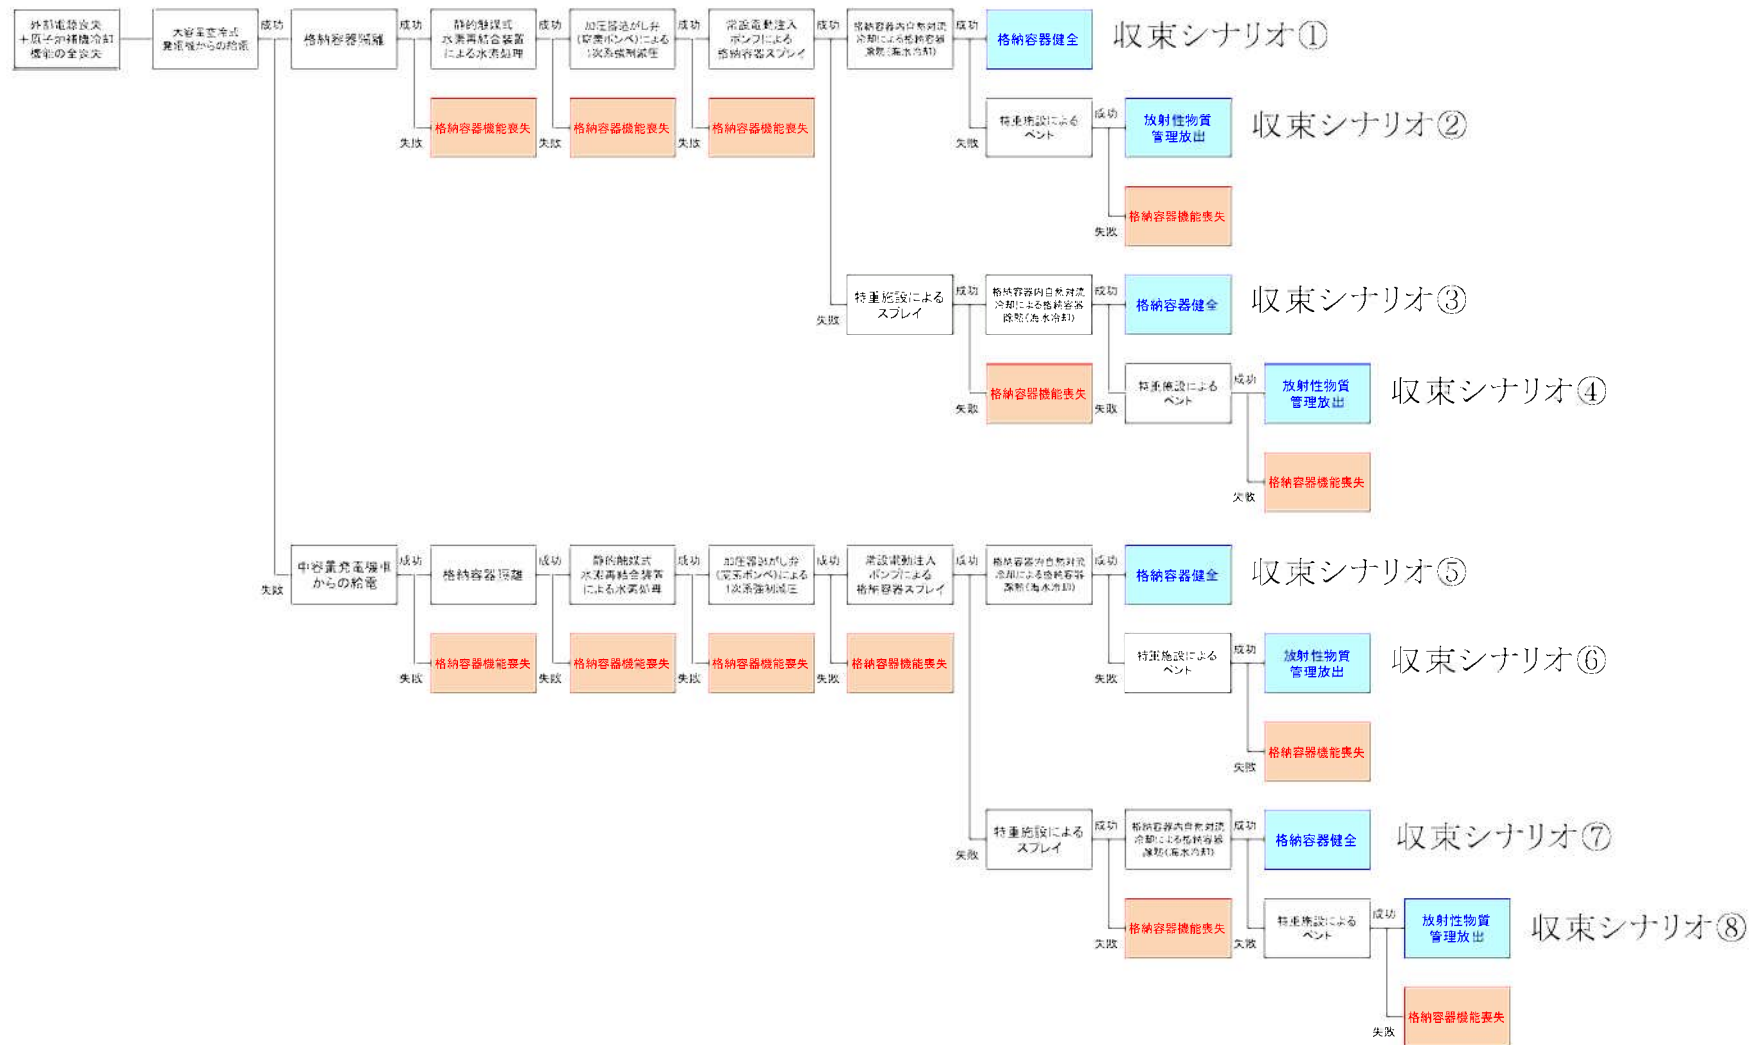 外部電源喪失
+原子炉補機冷却
機能の全喪失
大容量空冷式
発電機からの給電
成功
格納容器隔離
成功
静的触媒式
水素再結合装置
による水素処理
成功
加圧器逃がし弁
(窒素ボンベ)による
1次系強制減圧
成功
常設電動注入
ポンプによる
格納容器スプレイ
成功
格納容器内自然対流
冷却による格納容器
除熱(海水冷却)
成功
格納容器健全
収束シナリオ①
失敗
格納容器機能喪失
失敗
格納容器機能喪失
失敗
格納容器機能喪失
失敗
特重施設による
ベント
成功
放射性物質
管理放出
収束シナリオ②
失敗
格納容器機能喪失
失敗
特重施設による
スプレイ
成功
格納容器内自然対流
冷却による格納容器
除熱(海水冷却)
成功
格納容器健全
収束シナリオ③
失敗
格納容器機能喪失
失敗
特重施設による
ベント
成功
放射性物質
管理放出
収束シナリオ④
失敗
格納容器機能喪失
失敗
中容量発電機車
からの給電
成功
格納容器隔離
成功
静的触媒式
水素再結合装置
による水素処理
成功
加圧器逃がし弁
(窒素ボンベ)による
1次系強制減圧
成功
常設電動注入
ポンプによる
格納容器スプレイ
成功
格納容器内自然対流
冷却による格納容器
除熱(海水冷却)
成功
格納容器健全
収束シナリオ⑤
失敗
格納容器機能喪失
失敗
格納容器機能喪失
失敗
格納容器機能喪失
失敗
格納容器機能喪失
失敗
特重施設による
ベント
成功
放射性物質
管理放出
収束シナリオ⑥
失敗
格納容器機能喪失
失敗
特重施設による
スプレイ
成功
格納容器内自然対流
冷却による格納容器
除熱(海水冷却)
成功
格納容器健全
収束シナリオ⑦
失敗
格納容器機能喪失
失敗
特重施設による
ベント
成功
放射性物質
管理放出
収束シナリオ⑧
失敗
格納容器機能喪失